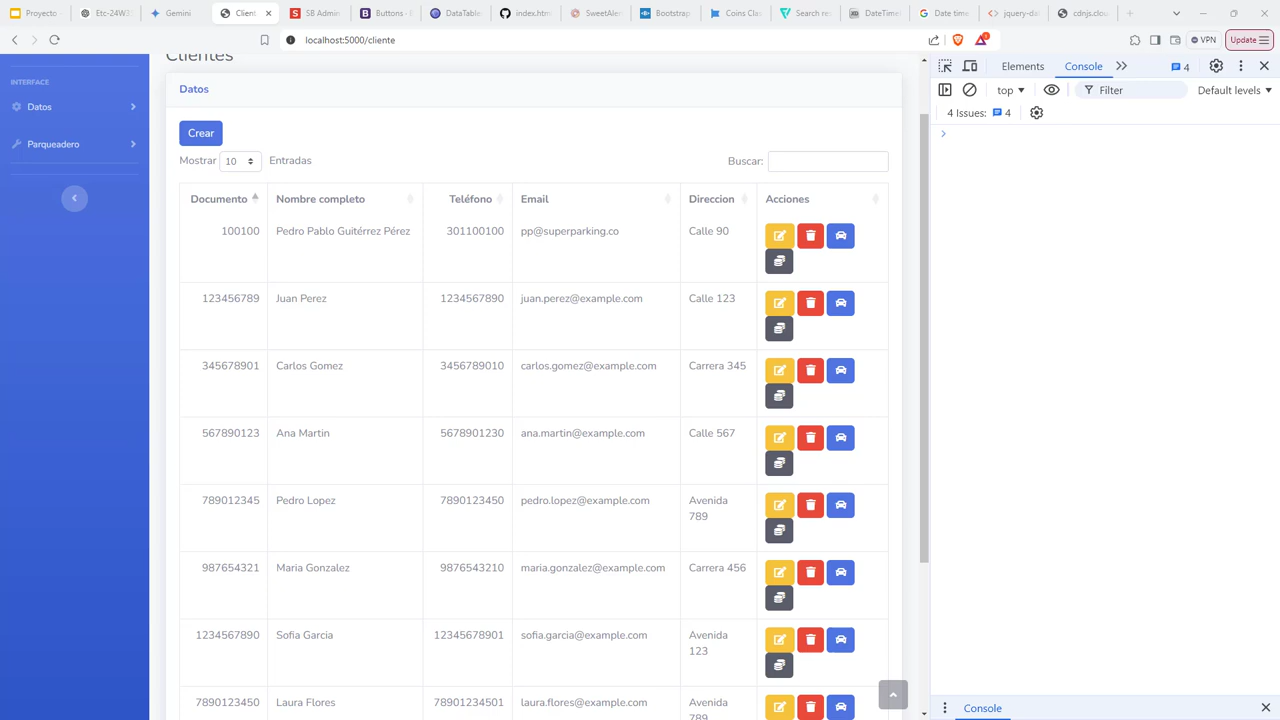 Proyecto - Etc-24W3 Gemini Client SB Admin Buttons - DataTable index.htm SweetAler Bootstrap Coins Cla Search res DateTime Date time jquery-dat cdnjs.clou
localhost:5000/cliente VPN Update
Clientes
INTERFACE
Datos
Parqueadero
Datos
Crear
Mostrar 10 Entradas Buscar:
Documento Nombre completo Teléfono Email Direccion Acciones
100100 Pedro Pablo Guitérrez Pérez 301100100 pp@superparking.co Calle 90
123456789 Juan Perez 1234567890 juan.perez@example.com Calle 123
345678901 Carlos Gomez 3456789010 carlos.gomez@example.com Carrera 345
567890123 Ana Martin 5678901230 ana.martin@example.com Calle 567
789012345 Pedro Lopez 7890123450 pedro.lopez@example.com Avenida
789
987654321 Maria Gonzalez 9876543210 maria.gonzalez@example.com Carrera 456
1234567890 Sofia Garcia 12345678901 sofia.garcia@example.com Avenida
123
7890123450 Laura Flores 78901234501 laura.flores@example.com Avenida
789
Elements Console 4
top Filter Default levels
4 Issues: 4
Console